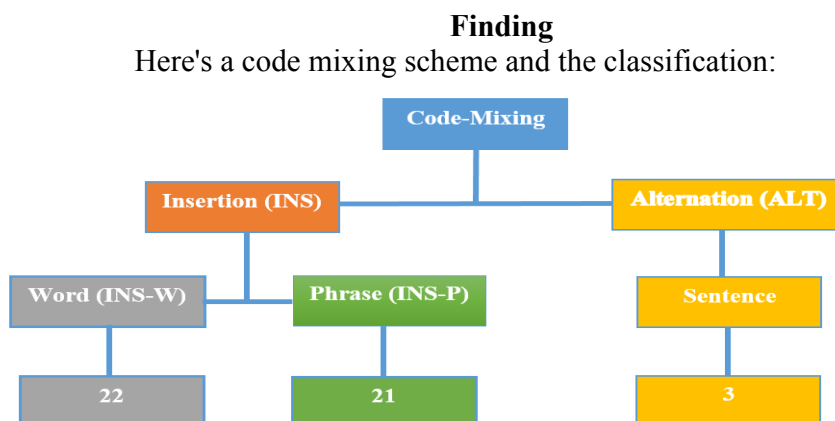 Finding
Here's a code mixing scheme and the classification:
Code-Mixing
Insertion (INS)
Alternation (ALT)
Word (INS-W)
Phrase (INS-P)
Sentence
22
21
3